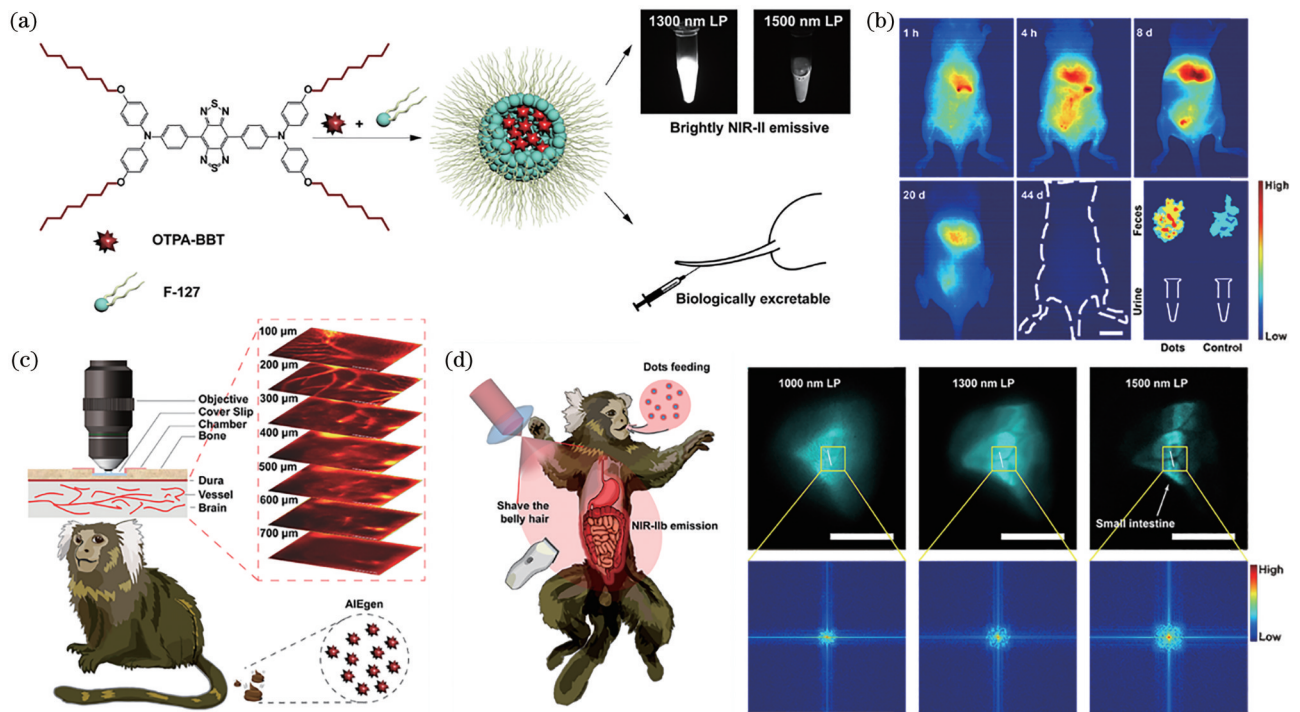 (a)
1300 nm LP
1500 nm LP
Brightly NIR-II emissive
O
O
O
O
N
N
N
S
N
N
S
N
+
OTPA-BBT
F-127
Biologically excretable
(b)
1 h
4 h
8 d
20 d
44 d
Feces
Urine
Dots
Control
High
Low
(c)
Objective
Cover Slip
Chamber
Bone
Dura
Vessel
Brain
100 μm
200 μm
300 μm
400 μm
500 μm
600 μm
700 μm
AIEgen
(d)
Dots feeding
Shave the
belly hair
NIR-IIb emission
1000 nm LP
1300 nm LP
1500 nm LP
Small intestine
High
Low